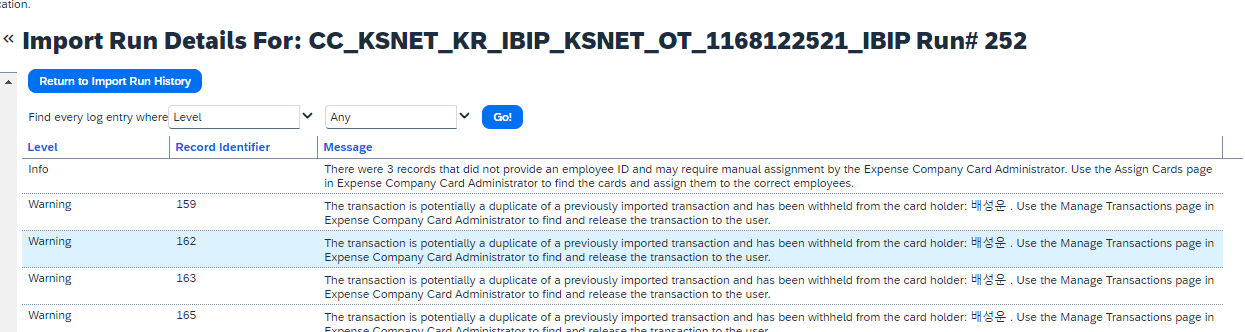 cation.
Import Run Details For: CC_KSNET_KR_IBIP_KSNET_OT_1168122521_IBIP Run# 252
Return to Import Run History
Find every log entry where Level Any Go!
Level Record Identifier Message
Info There were 3 records that did not provide an employee ID and may require manual assignment by the Expense Company Card Administrator. Use the Assign Cards page
in Expense Company Card Administrator to find the cards and assign them to the correct employees.
Warning 159 The transaction is potentially a duplicate of a previously imported transaction and has been withheld from the card holder: 배성운 . Use the Manage Transactions page in
Expense Company Card Administrator to find and release the transaction to the user.
Warning 162 The transaction is potentially a duplicate of a previously imported transaction and has been withheld from the card holder: 배성운 . Use the Manage Transactions page in
Expense Company Card Administrator to find and release the transaction to the user.
Warning 163 The transaction is potentially a duplicate of a previously imported transaction and has been withheld from the card holder: 배성운 . Use the Manage Transactions page in
Expense Company Card Administrator to find and release the transaction to the user.
Warning 165 The transaction is potentially a duplicate of a previously imported transaction and has been withheld from the card holder: 배성운 . Use the Manage Transactions page in
Expense Company Card Administrator to find and release the transaction to the user.